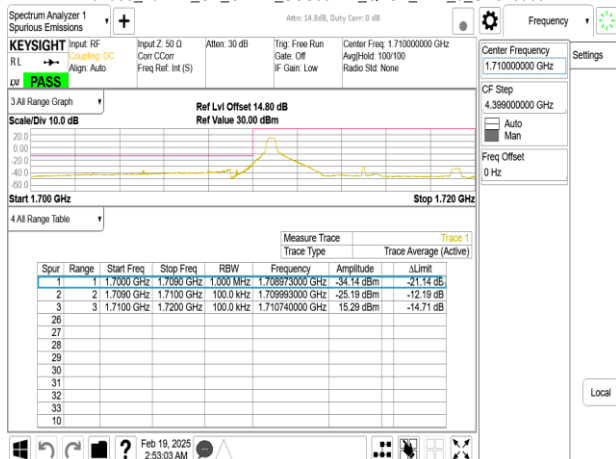 Spectrum Analyzer 1
Spurious Emissions
+
Attn: 14.3dB, Duty Corr: 0 dB
Frequency
Settings
KEYSIGHT
RL
PASS
Input: RF
Coupling: DC
Align: Auto
Input Z: 50 Ω
Corr CCorr
Freq Ref: Int (S)
Atten: 30 dB
Trig: Free Run
Gate: Off
IF Gain: Low
Center Freq: 1.710000000 GHz
Avg|Hold: 100/100
Radio Std: None
Center Frequency
1.710000000 GHz
CF Step
4.399000000 GHz
Auto
Man
Freq Offset
0 Hz
3 All Range Graph
Scale/Div 10.0 dB
Ref Lvl Offset 14.80 dB
Ref Value 30.00 dBm
20.0
0.00
-20.0
-40.0
-60.0
Start 1.700 GHz
Stop 1.720 GHz
4 All Range Table
Measure Trace Trace 1
Trace Type Trace Average (Active)
Spur Range Start Freq Stop Freq RBW Frequency Amplitude ΔLimit
1 1 1.7000 GHz 1.7090 GHz 1.000 MHz 1.708973000 GHz -34.14 dBm -21.14 dB
2 2 1.7090 GHz 1.7100 GHz 100.0 kHz 1.709993000 GHz -25.19 dBm -12.19 dB
3 3 1.7100 GHz 1.7200 GHz 100.0 kHz 1.710740000 GHz 15.29 dBm -14.71 dB
26
27
28
29
30
31
32
33
10
Local
?
Feb 19, 2025
2:53:03 AM